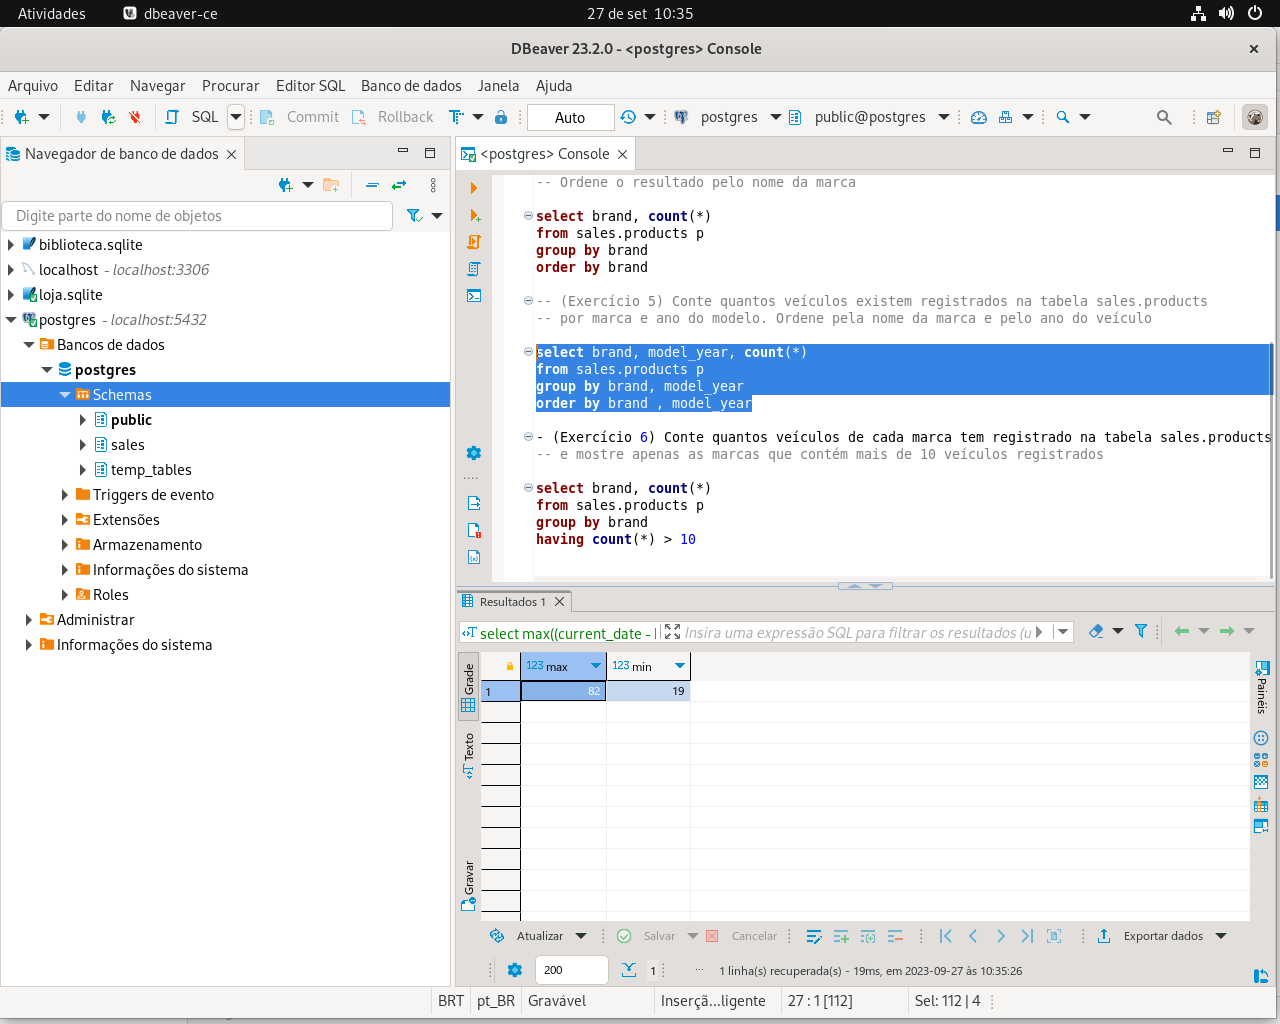 Atividades
dbeaver-ce
27 de set 10:35
DBeaver 23.2.0 - <postgres> Console
Arquivo Editar Navegar Procurar Editor SQL Banco de dados Janela Ajuda
SQL Commit Rollback Auto postgres public@postgres
Navegador de banco de dados
Digite parte do nome de objetos
biblioteca.sqlite
localhost - localhost:3306
loja.sqlite
postgres - localhost:5432
Bancos de dados
postgres
Schemas
public
sales
temp_tables
Triggers de evento
Extensões
Armazenamento
Informações do sistema
Roles
Administrar
Informações do sistema
<postgres> Console
-- Ordene o resultado pelo nome da marca
select brand, count(*)
from sales.products p
group by brand
order by brand
-- (Exercício 5) Conte quantos veículos existem registrados na tabela sales.products
-- por marca e ano do modelo. Ordene pela nome da marca e pelo ano do veículo
select brand, model_year, count(*)
from sales.products p
group by brand, model_year
order by brand , model_year
- (Exercício 6) Conte quantos veículos de cada marca tem registrado na tabela sales.products
-- e mostre apenas as marcas que contém mais de 10 veículos registrados
select brand, count(*)
from sales.products p
group by brand
having count(*) > 10
Resultados 1
select max((current_date -
Insira uma expressão SQL para filtrar os resultados (u
Grade
Texto
Gravar
123 max 123 min
1 82 19
Painéis
Atualizar Salvar Cancelar Exportar dados
200 1 ... 1 linha(s) recuperada(s) - 19ms, em 2023-09-27 às 10:35:26
BRT pt_BR Gravável Inserçã...ligente 27 : 1 [112] Sel: 112 | 4